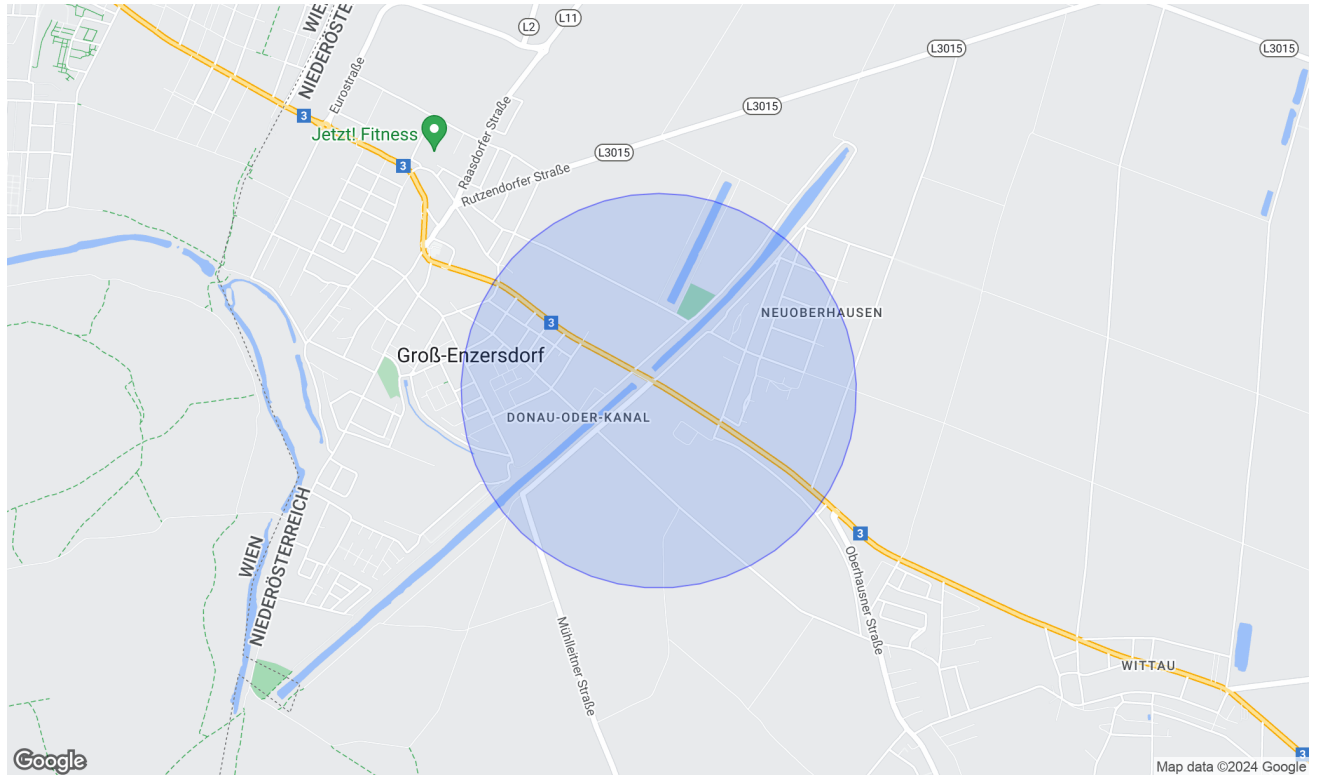 L2
L11
WIEN
NIEDERÖSTE
L3015
L3015
Eurostraße
L3015
3
Jetzt! Fitness
Raasdorfer Straße
L3015
3
Rutzendorfer Straße
NEUOBERHAUSEN
3
Groß-Enzersdorf
DONAU-ODER-KANAL
WIEN
NIEDERÖSTERREICH
3
Oberhausner Straße
Mühlleitner Straße
WITTAU
3
Google
Map data ©2024 Google